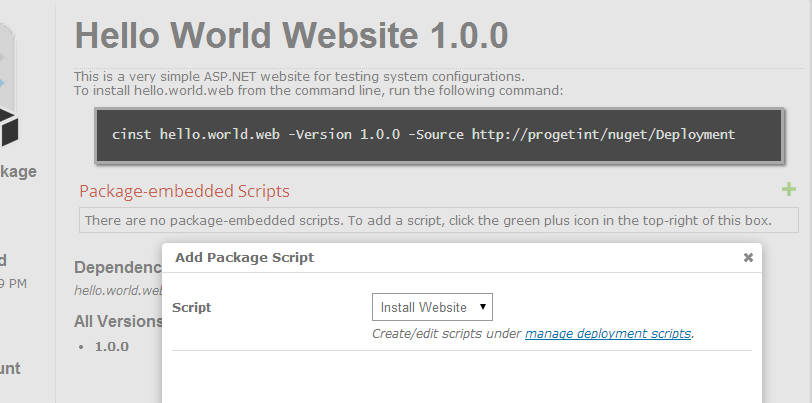 Hello World Website 1.0.0
This is a very simple ASP.NET website for testing system configurations.
To install hello.world.web from the command line, run the following command:
cinst hello.world.web -Version 1.0.0 -Source http://progetint/nuget/Deployment
kage
Package-embedded Scripts
There are no package-embedded scripts. To add a script, click the green plus icon in the top-right of this box.
Add Package Script
d
Dependenc
9 PM
hello.world.web
Script
Install Website
All Versions
Create/edit scripts under manage deployment scripts.
1.0.0
unt